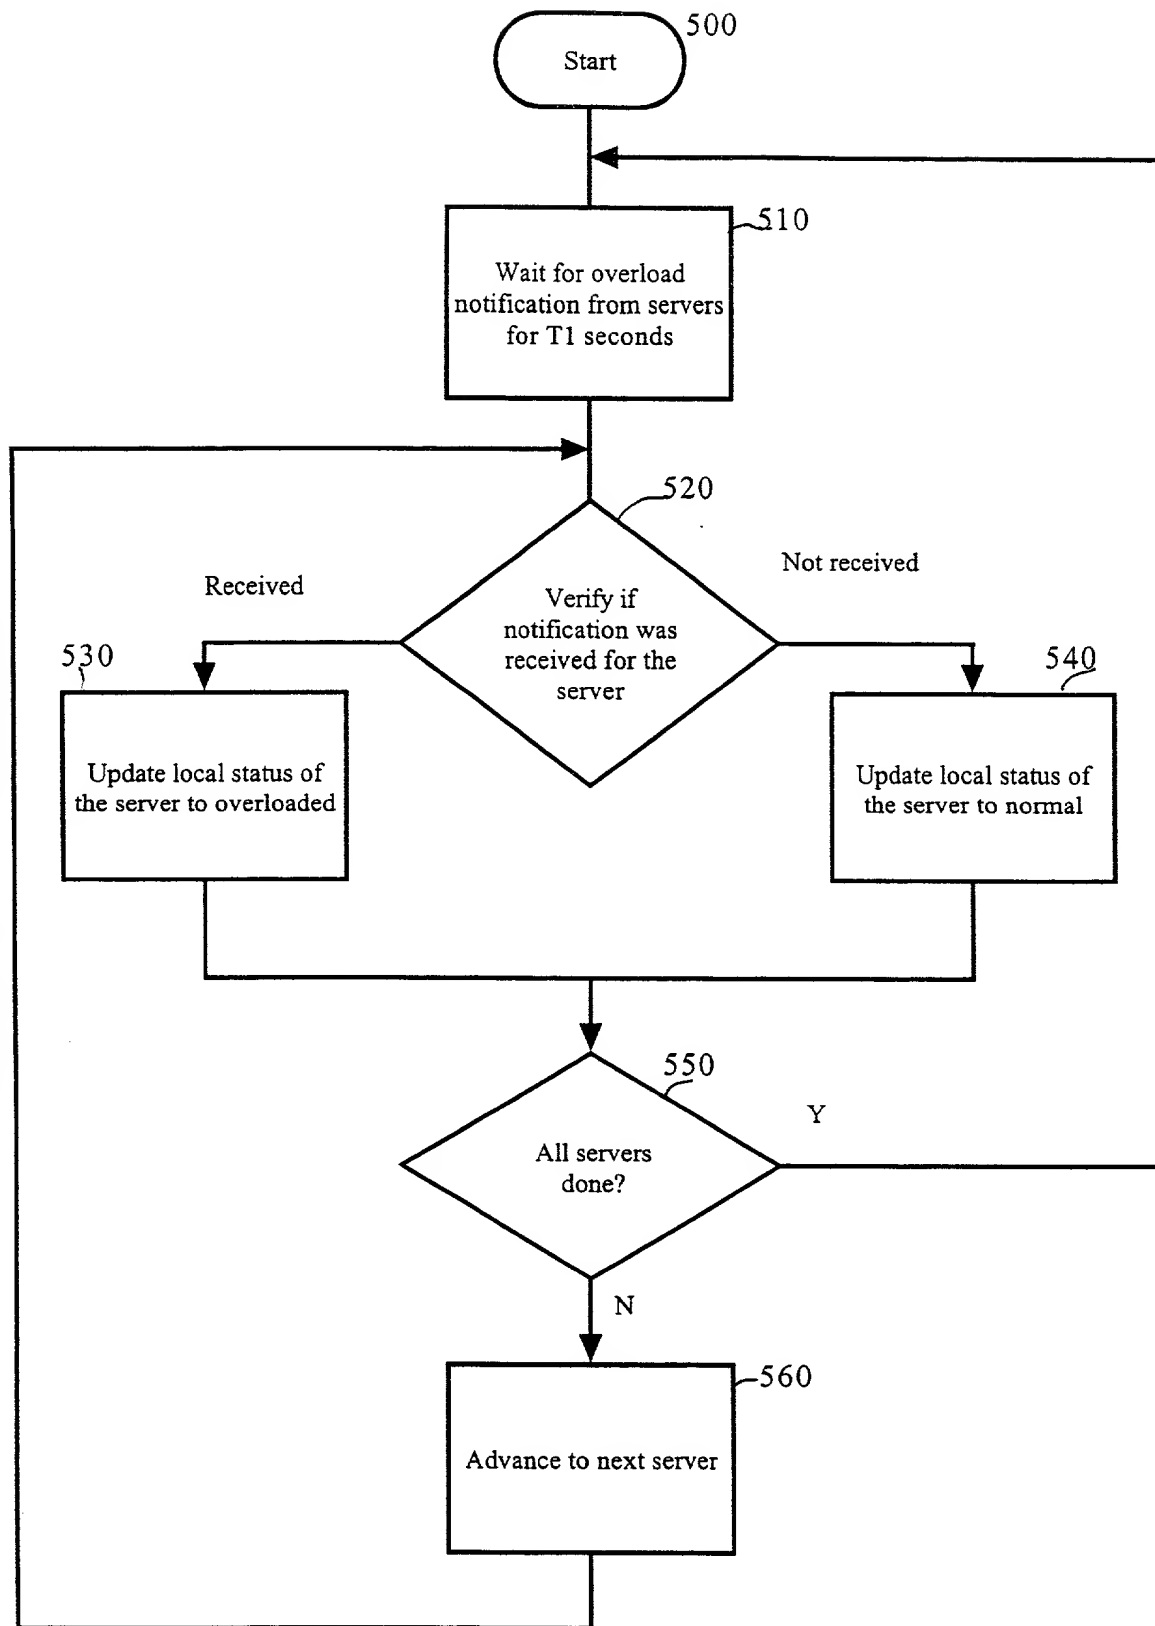 500
Start
510
Wait for overload
notification from servers
for T1 seconds
520
Received
Not received
Verify if
notification was
received for the
server
530
540
Update local status of
the server to overloaded
Update local status of
the server to normal
550
Y
All servers
done?
N
560
Advance to next server